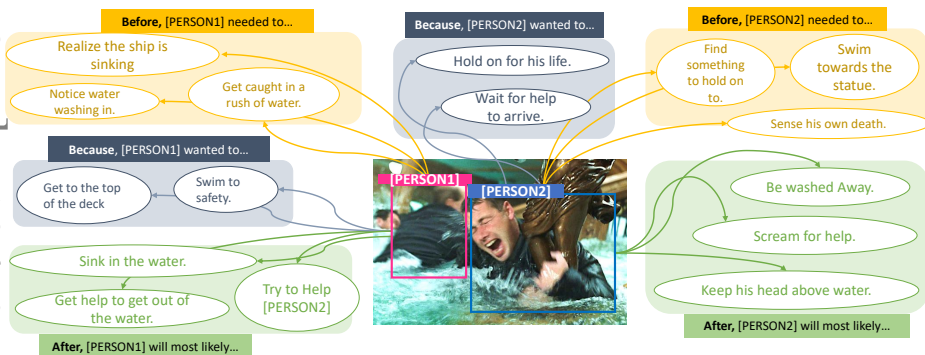 Before, [PERSON1] needed to…
Realize the ship is
sinking
Notice water
washing in.
Get caught in a
rush of water.
Because, [PERSON1] wanted to…
Get to the top
of the deck
Swim to
safety.
Sink in the water.
Get help to get out of
the water.
Try to Help
[PERSON2]
After, [PERSON1] will most likely…
Because, [PERSON2] wanted to…
Hold on for his life.
Wait for help
to arrive.
[PERSON1]
[PERSON2]
Before, [PERSON2] needed to…
Find
something
to hold on
to.
Swim
towards the
statue.
Sense his own death.
Be washed Away.
Scream for help.
Keep his head above water.
After, [PERSON2] will most likely…